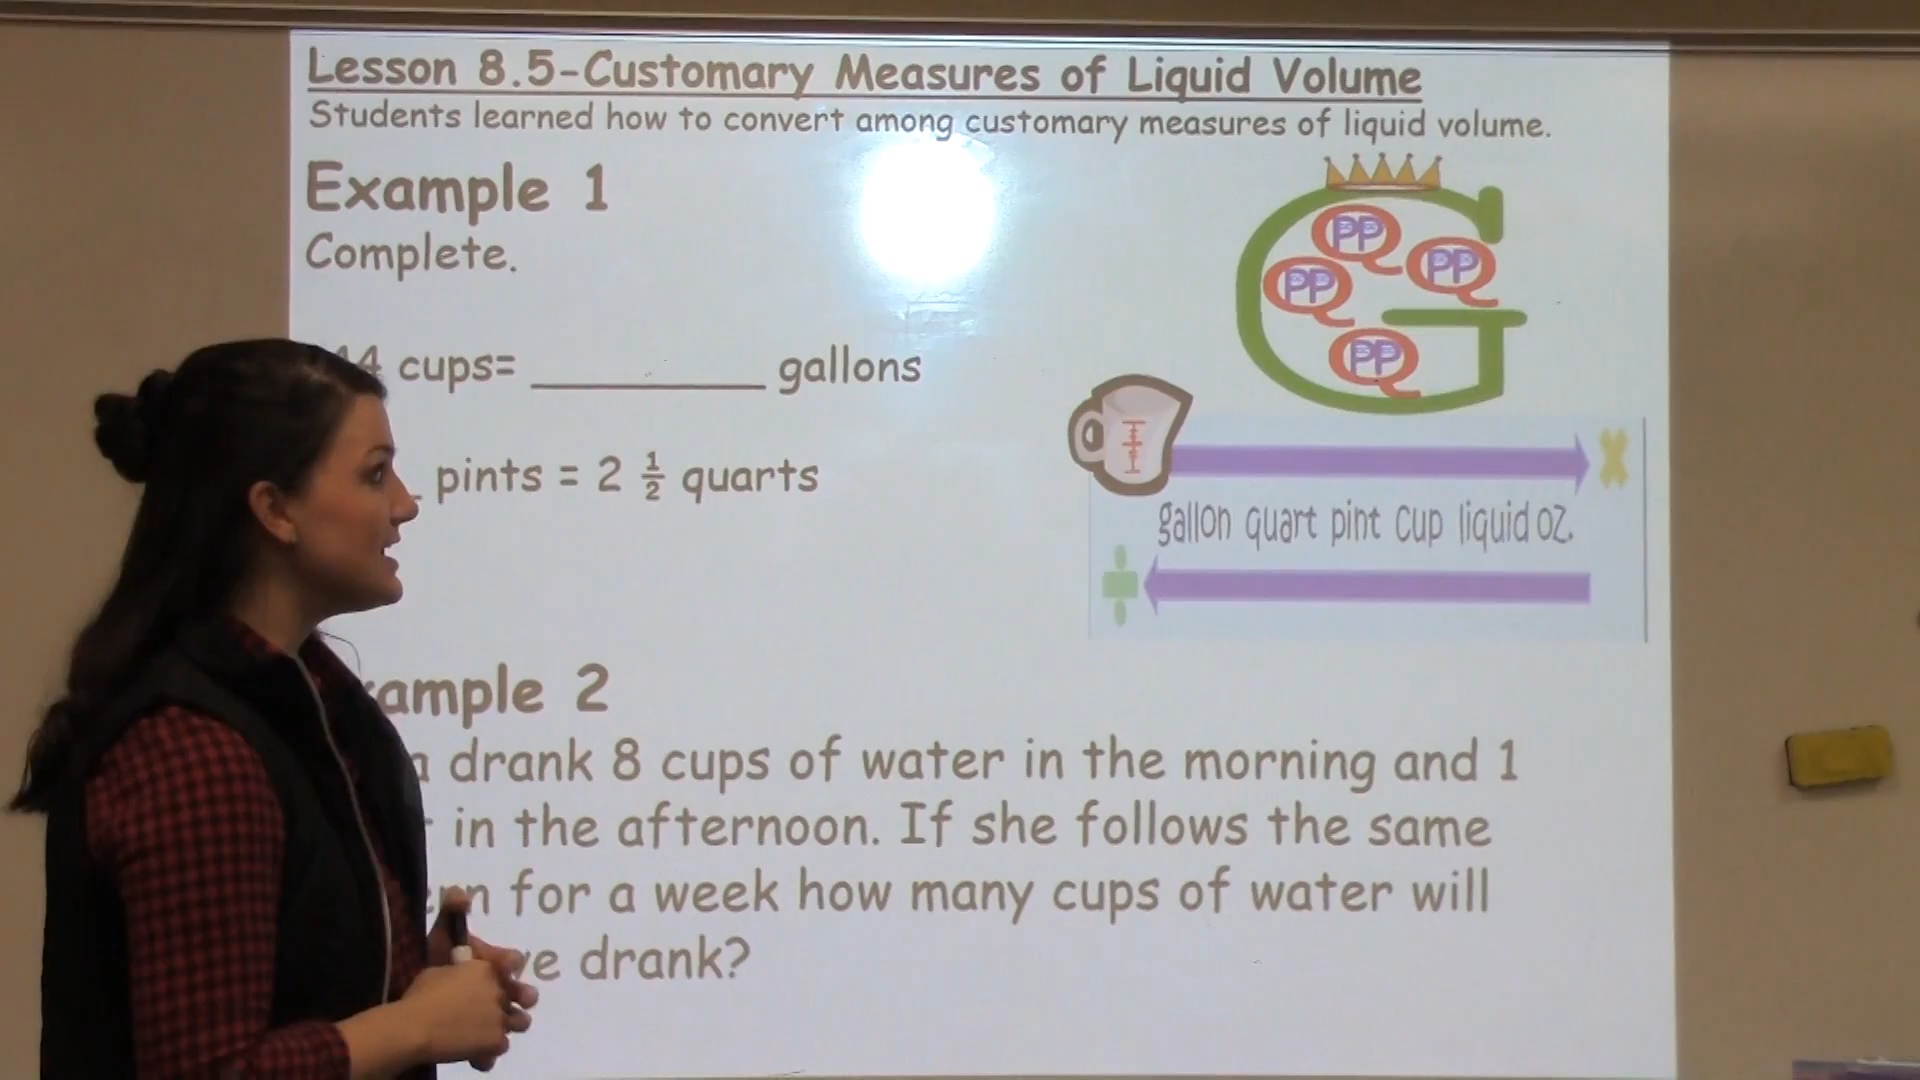 Lesson 8.5-Customary Measures of Liquid Volume
Students learned how to convert among customary measures of liquid volume.
Example 1
Complete.
cups= __________ gallons
pints = 2 1/2 quarts
G
Q PP
Q PP
Q PP
Q PP
gallon quart pint cup liquid oz.
Example 2
drank 8 cups of water in the morning and 1
in the afternoon. If she follows the same
for a week how many cups of water will
drank?